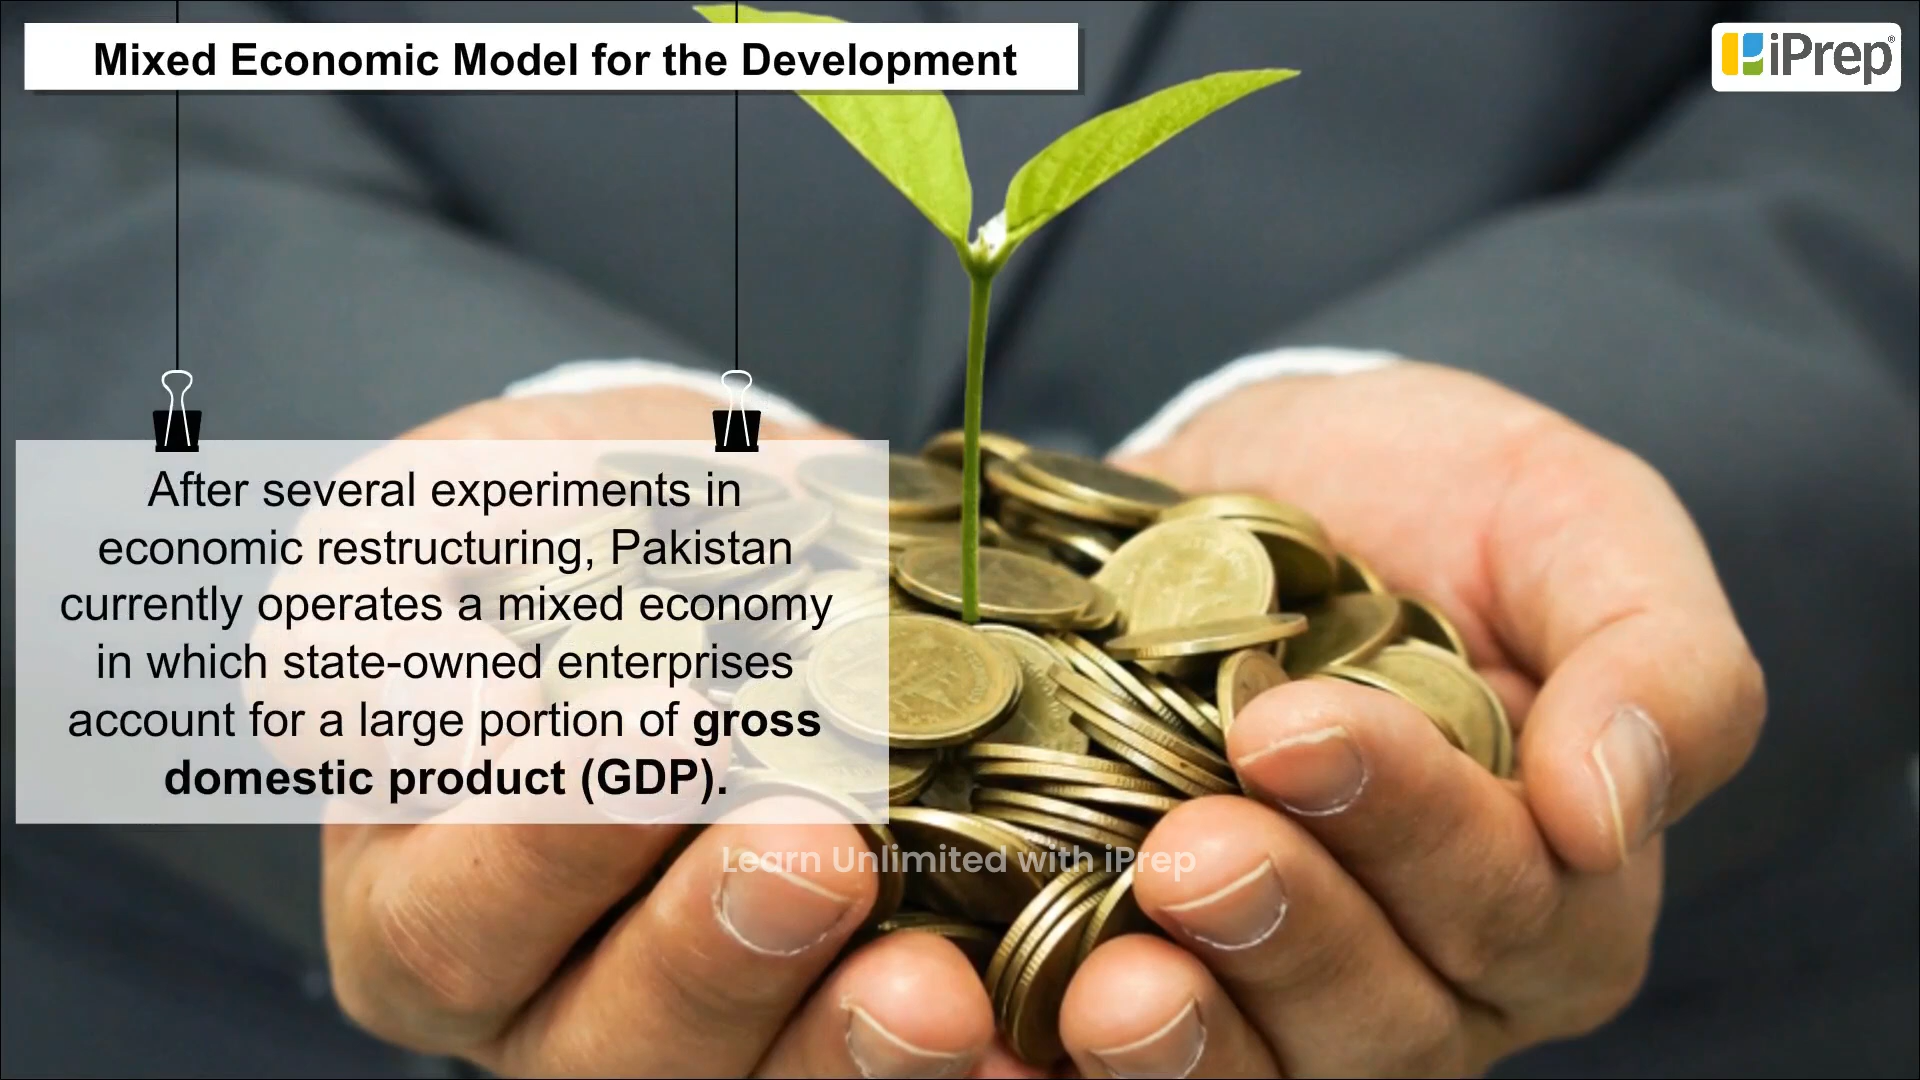 Mixed Economic Model for the Development
iPrep®
After several experiments in
economic restructuring, Pakistan
currently operates a mixed economy
in which state-owned enterprises
account for a large portion of gross
domestic product (GDP).
Learn Unlimited with iPrep